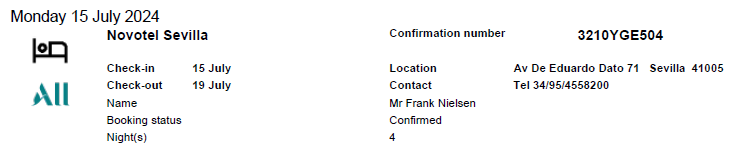 Monday 15 July 2024
Novotel Sevilla Confirmation number 3210YGE504
Check-in 15 July Location Av De Eduardo Dato 71 Sevilla 41005
Check-out 19 July Contact Tel 34/95/4558200
ALL
Name Mr Frank Nielsen
Booking status Confirmed
Night(s) 4